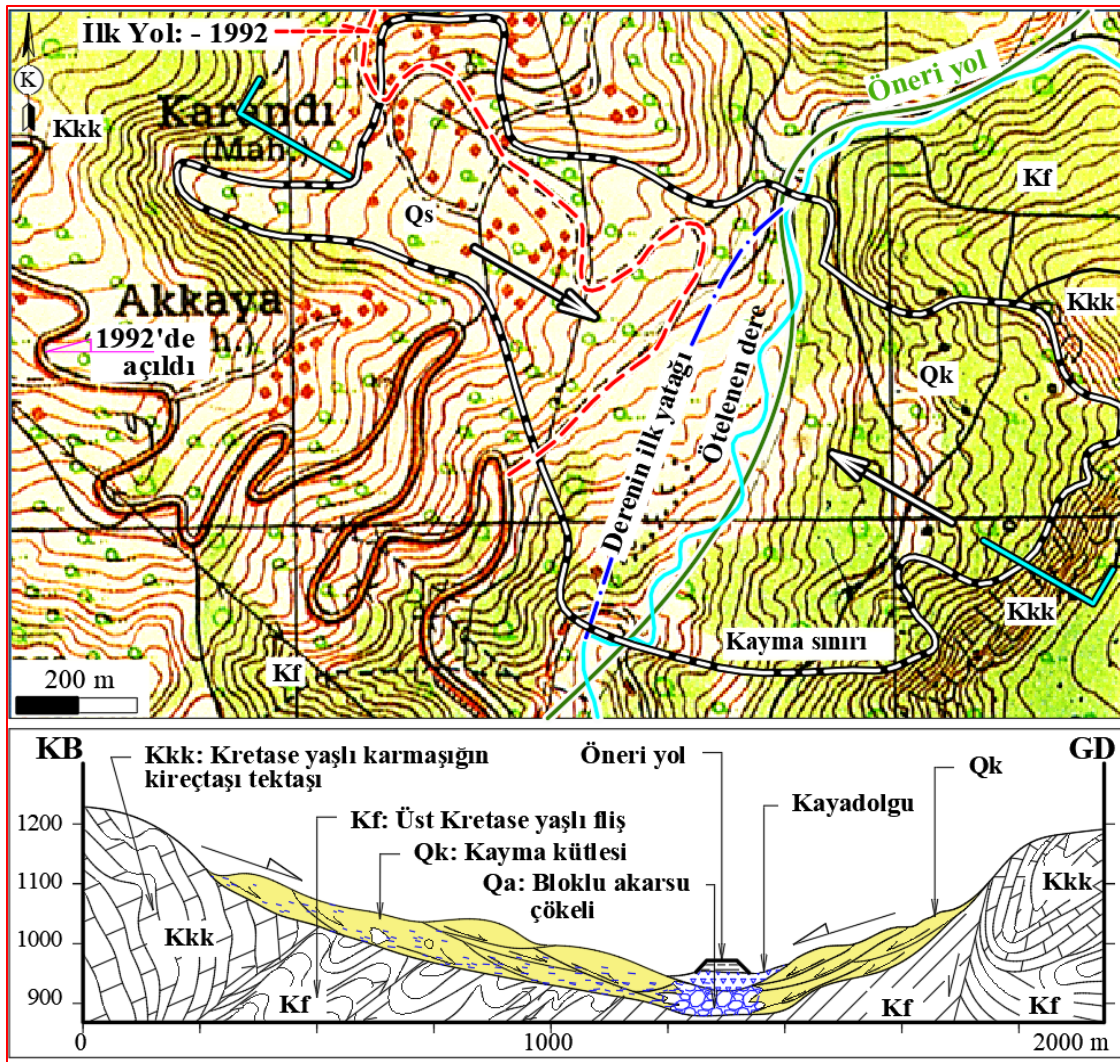 Ilk Yol: - 1992
K
Kkk
Karandı
(Mah.)
Öneri yol
Kf
Qs
Akkaya
1992'de
h.)
açıldı
Kkk
Qk
Derenin ilk yatağı
Ötelenen dere
Kkk
Kayma sınırı
Kf
200 m
KB
GD
Kkk: Kretase yaşlı karmaşığın
kireçtaşı tektaşı
Öneri yol
Qk
Kayadolgu
Kf: Üst Kretase yaşlı fliş
Qk: Kayma kütlesi
Qa: Bloklu akarsu
çökeli
1200
1100
1000
900
Kkk
Kkk
Kf
Kf
Kf
0
1000
2000 m